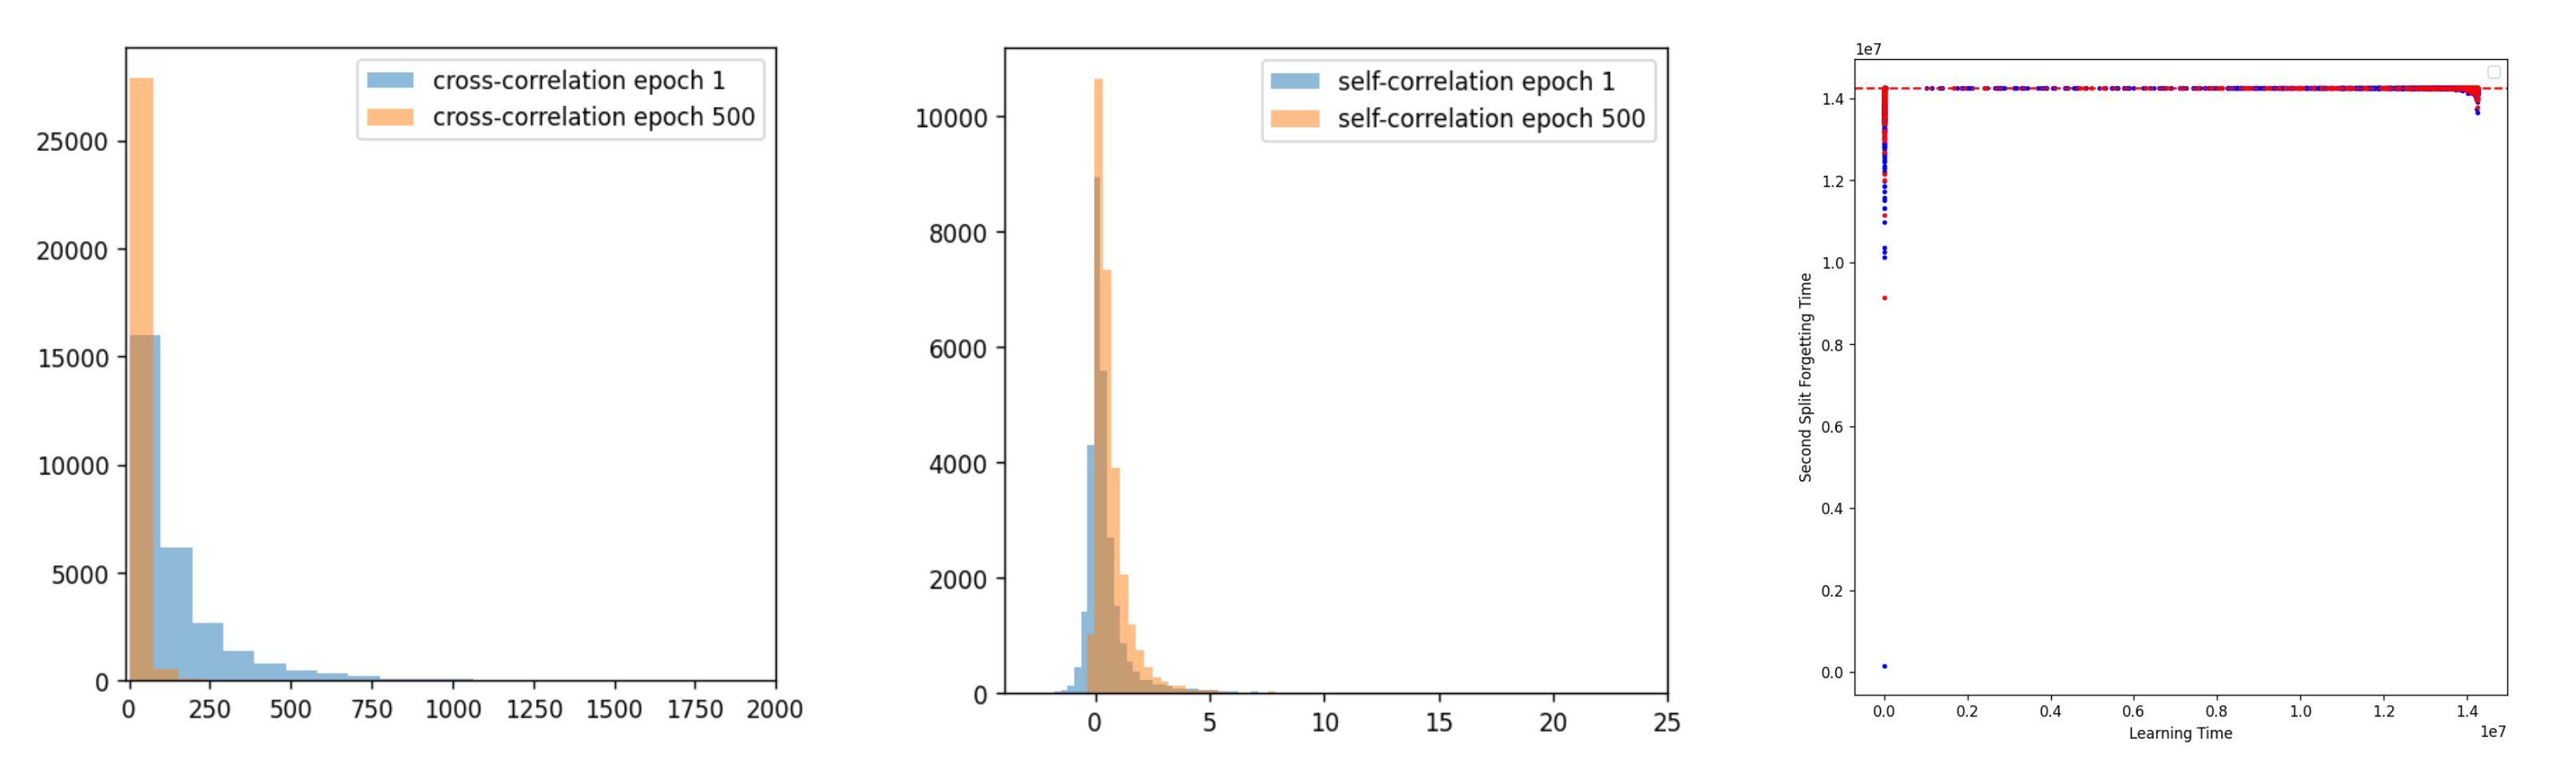 cross-correlation epoch 1
cross-correlation epoch 500
25000
20000
15000
10000
5000
0
0 250 500 750 1000 1250 1500 1750 2000
self-correlation epoch 1
self-correlation epoch 500
10000
8000
6000
4000
2000
0
0 5 10 15 20 25
1e7
1.4
1.2
1.0
0.8
0.6
0.4
0.2
0.0
Second Split Forgetting Time
0.0 0.2 0.4 0.6 0.8 1.0 1.2 1.4
1e7
Learning Time